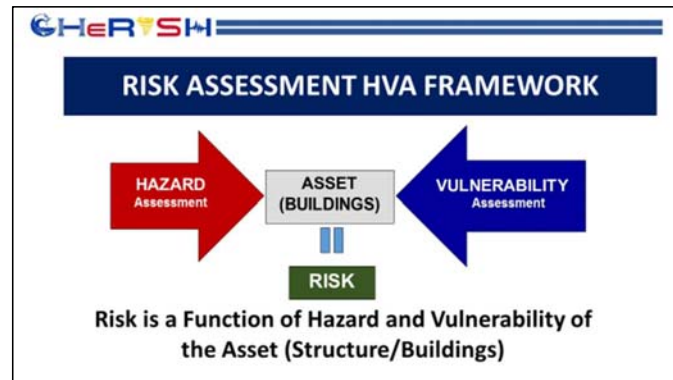 CHeRISH
RISK ASSESSMENT HVA FRAMEWORK
HAZARD
Assessment
ASSET
(BUILDINGS)
VULNERABILITY
Assessment
RISK
Risk is a Function of Hazard and Vulnerability of
the Asset (Structure/Buildings)